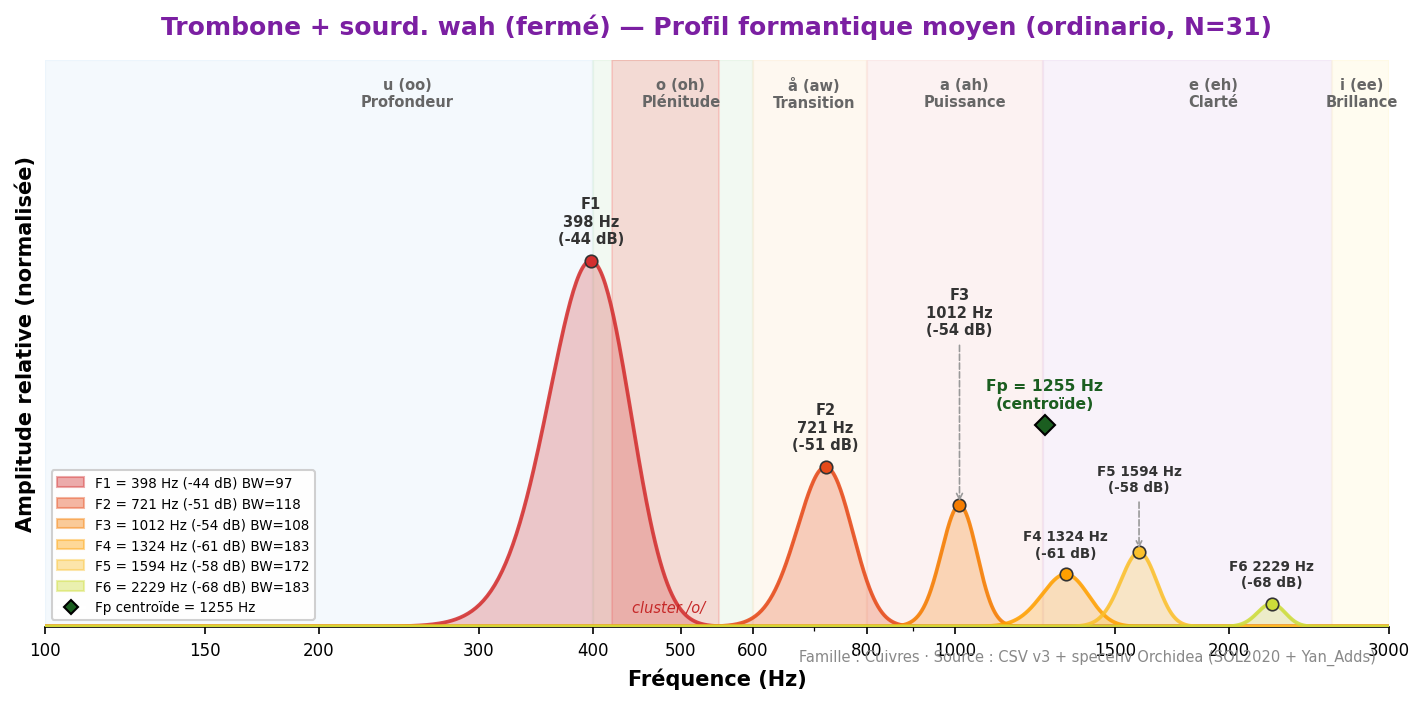 Trombone + sourd. wah (fermé) — Profil formantique moyen (ordinario, N=31)
u (oo)
Profondeur
o (oh)
Plénitude
å (aw)
Transition
a (ah)
Puissance
e (eh)
Clarté
i (ee)
Brillance
Amplitude relative (normalisée)
F1
398 Hz
(-44 dB)
F2
721 Hz
(-51 dB)
F3
1012 Hz
(-54 dB)
Fp = 1255 Hz
(centroïde)
F4 1324 Hz
(-61 dB)
F5 1594 Hz
(-58 dB)
F6 2229 Hz
(-68 dB)
cluster /o/
F1 = 398 Hz (-44 dB) BW=97
F2 = 721 Hz (-51 dB) BW=118
F3 = 1012 Hz (-54 dB) BW=108
F4 = 1324 Hz (-61 dB) BW=183
F5 = 1594 Hz (-58 dB) BW=172
F6 = 2229 Hz (-68 dB) BW=183
Fp centroïde = 1255 Hz
100 150 200 300 400 500 600 800 1000 1500 2000 3000
Famille : Cuivres · Source : CSV v3 + specenv Orchidea (SOL2020 + Yan_Adds)
Fréquence (Hz)